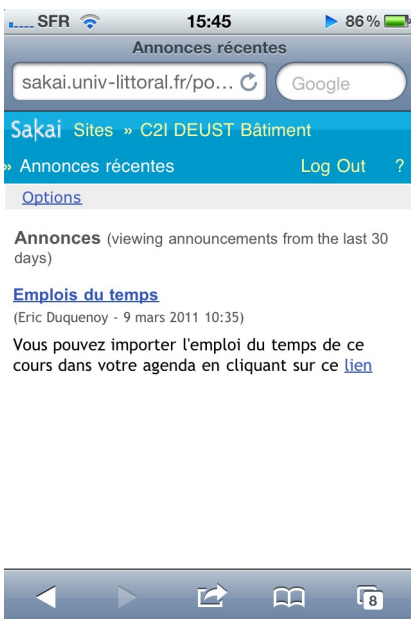 SFR 15:45 86 %
Annonces récentes
sakai.univ-littoral.fr/po... Google
Sakai Sites » C2I DEUST Bâtiment
» Annonces récentes Log Out ?
Options
Annonces (viewing announcements from the last 30
days)
Emplois du temps
(Eric Duquenoy - 9 mars 2011 10:35)
Vous pouvez importer l'emploi du temps de ce
cours dans votre agenda en cliquant sur ce lien
8